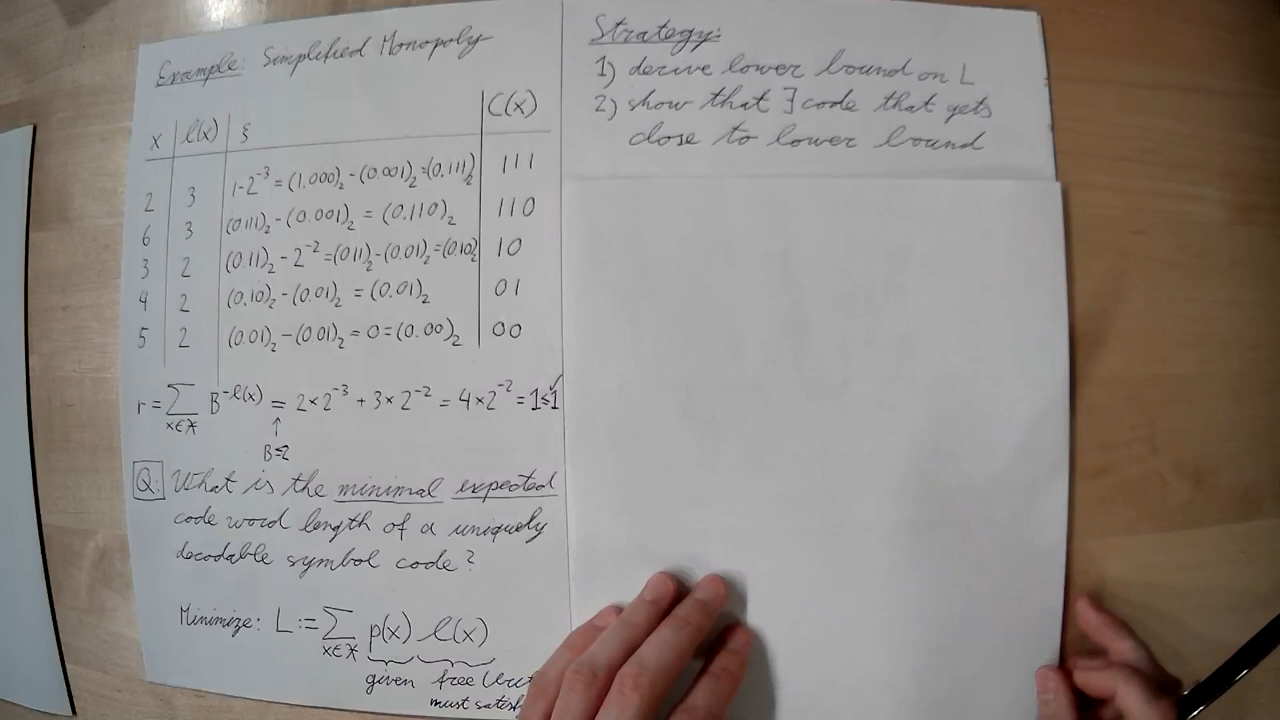 Example: Simplified Monopoly
x | ℓ(x) | ξ | C(x)
2 3 1-2⁻³ = (1.000)₂ - (0.001)₂ = (0.111)₂ 111
6 3 (0.111)₂ - (0.001)₂ = (0.110)₂ 110
3 2 (0.11)₂ - 2⁻² = (0.11)₂ - (0.01)₂ = (0.10)₂ 10
4 2 (0.10)₂ - (0.01)₂ = (0.01)₂ 01
5 2 (0.01)₂ - (0.01)₂ = 0 = (0.00)₂ 00
r = ∑ B^-ℓ(x) = 2×2⁻³ + 3×2⁻² = 4×2⁻² = 1 ≤ 1 ✓
x∈𝔛 ↑
B=2
Q: What is the minimal expected
code word length of a uniquely
decodable symbol code?
Minimize: L := ∑ p(x) ℓ(x)
x∈𝔛
given free
must
Strategy:
1) derive lower bound on L
2) show that ∃ code that gets
close to lower bound